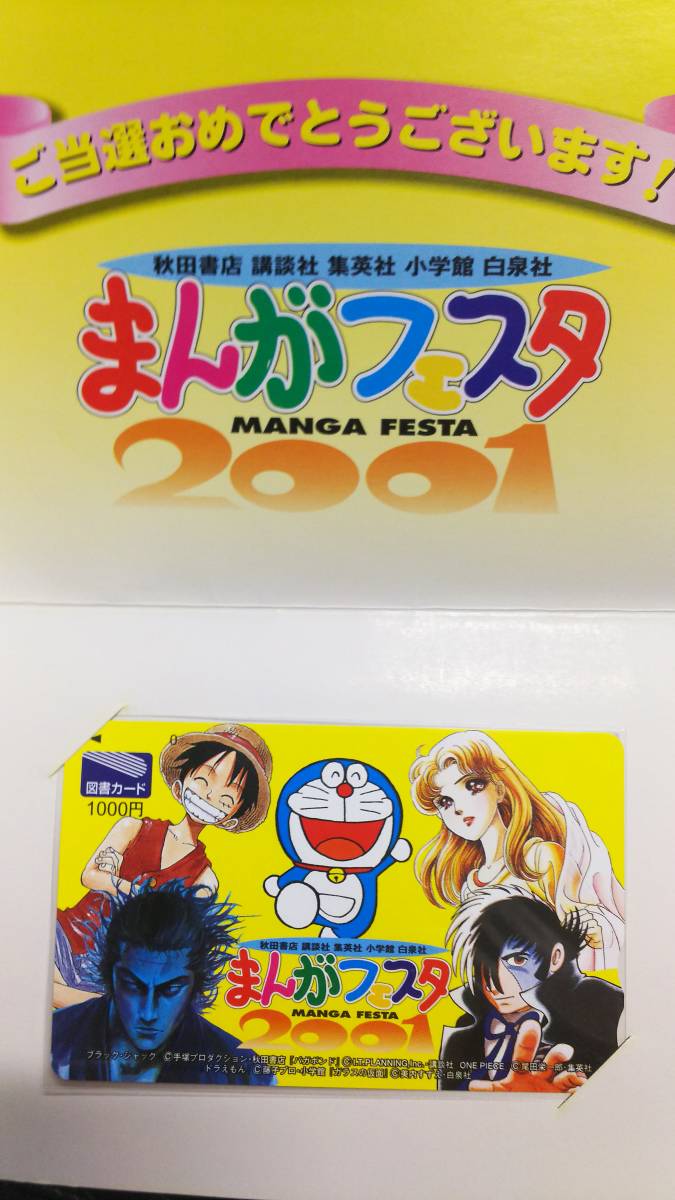 ご当選おめでとうございます!
秋田書店 講談社 集英社 小学館 白泉社
まんがフェスタ
MANGA FESTA
2001
0
図書カード
1000円
秋田書店 講談社 集英社 小学館 白泉社
まんがフェスタ
MANGA FESTA
2001
ブラック・ジャック ©手塚プロダクション・秋田書店『バガボンド』©I.T.PLANNING,Inc.・講談社 ONE PIECE ©尾田栄一郎・集英社
ドラえもん ©藤子プロ・小学館『ガラスの仮面』©美内すずえ・白泉社